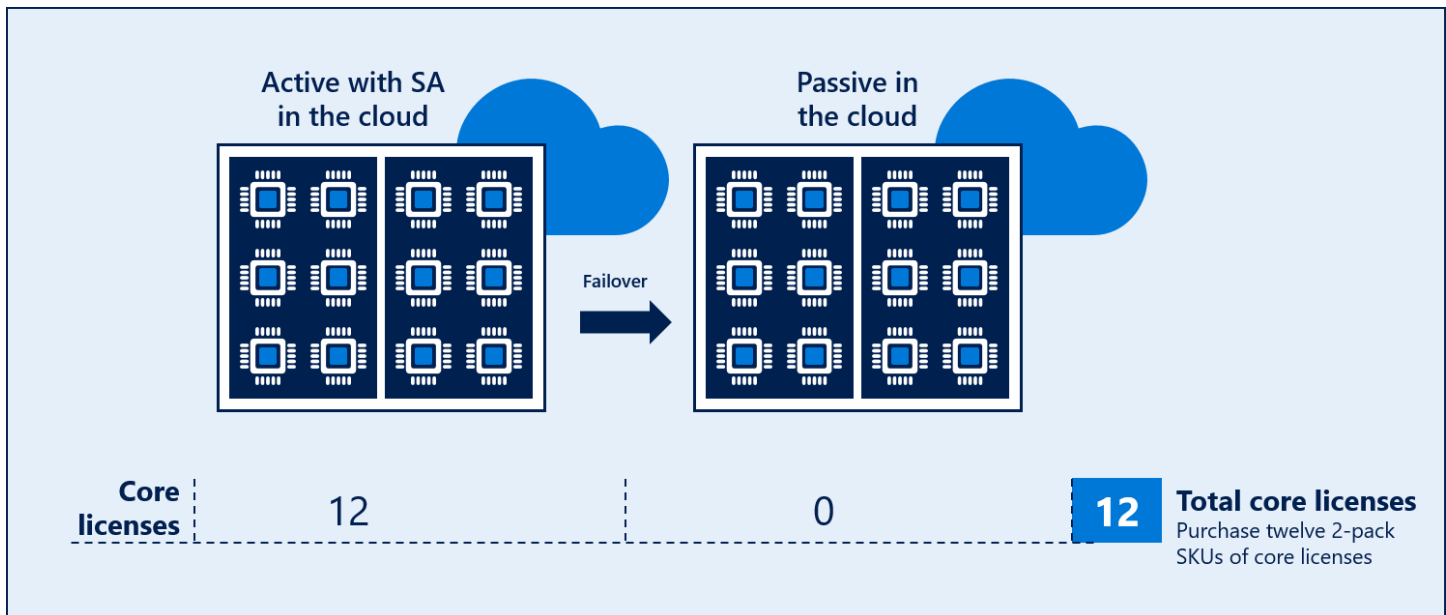 Active with SA
in the cloud
Passive in
the cloud
Failover
Core
licenses
12
0
12
Total core licenses
Purchase twelve 2-pack
SKUs of core licenses